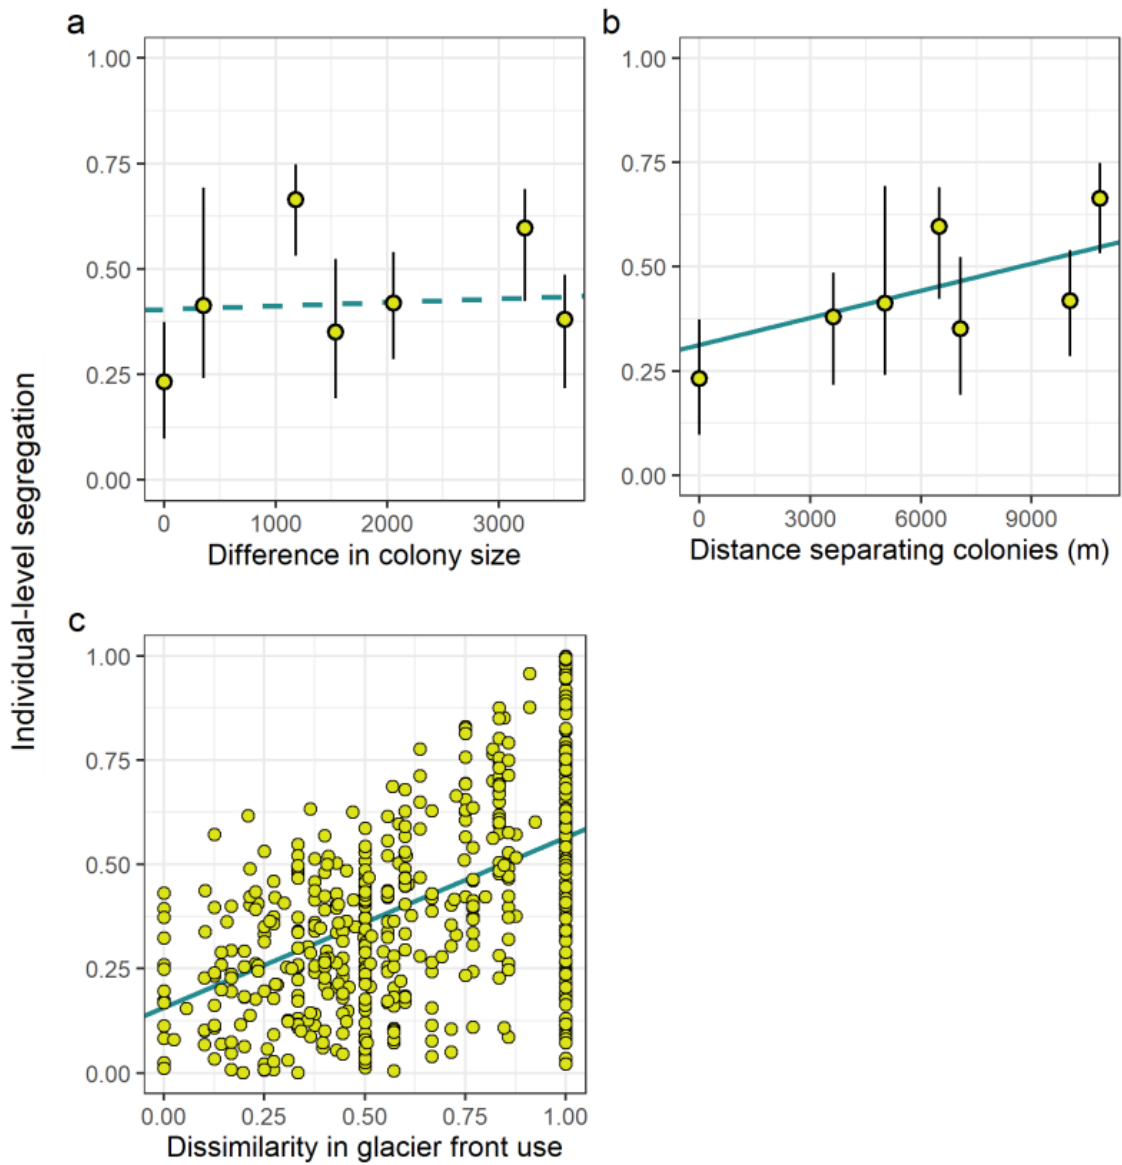 a
1.00
0.75
0.50
0.25
0.00
0 1000 2000 3000
Difference in colony size
b
1.00
0.75
0.50
0.25
0.00
0 3000 6000 9000
Distance separating colonies (m)
Individual-level segregation
c
1.00
0.75
0.50
0.25
0.00
0.00 0.25 0.50 0.75 1.00
Dissimilarity in glacier front use